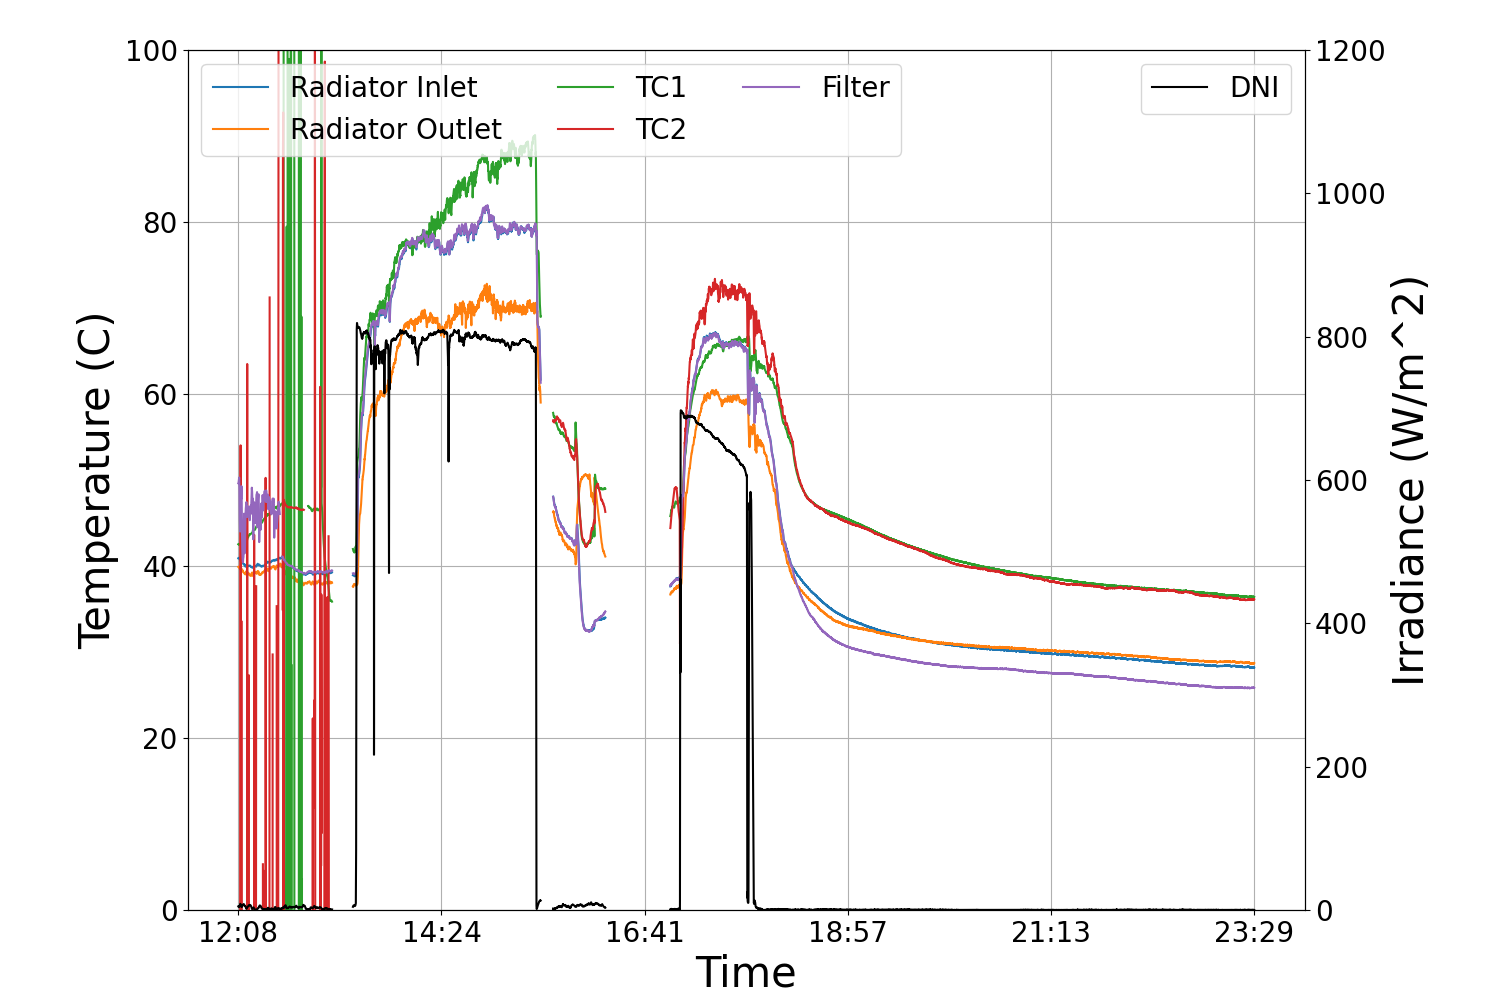 100
80
60
40
20
0
Temperature (C)
Radiator Inlet
Radiator Outlet
TC1
TC2
Filter
DNI
1200
1000
800
600
400
200
0
Irradiance (W/m^2)
12:08 14:24 16:41 18:57 21:13 23:29
Time